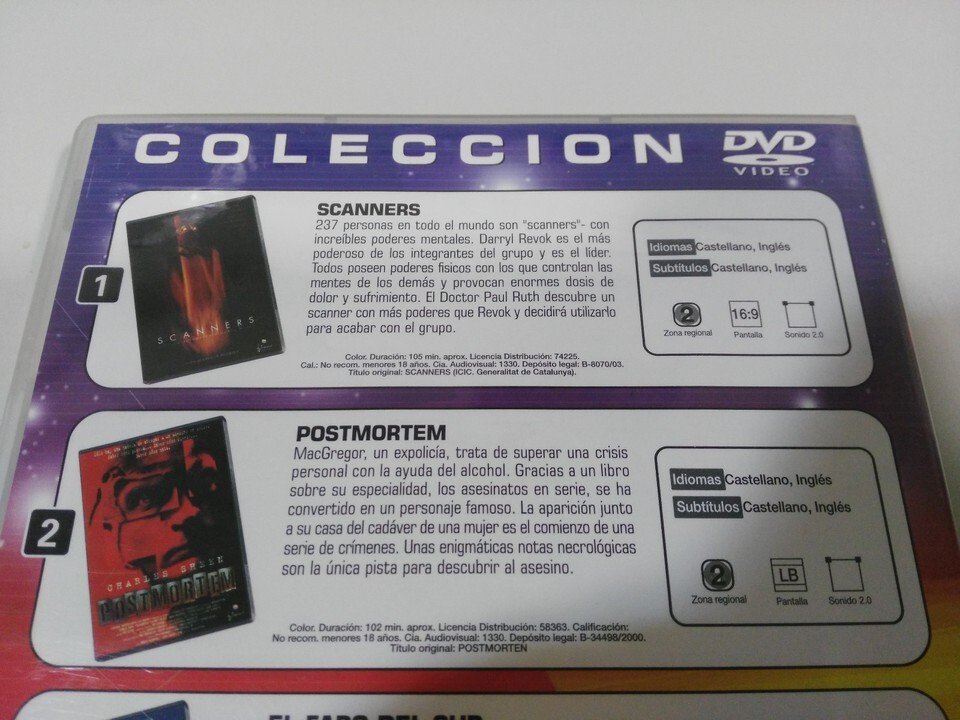 COLECCION
DVD
VIDEO
1
SCANNERS
SCANNERS
237 personas en todo el mundo son "scanners"- con
increíbles poderes mentales. Darryl Revok es el más
poderoso de los integrantes del grupo y es el líder.
Todos poseen poderes fisicos con los que controlan las
mentes de los demás y provocan enormes dosis de
dolor y sufrimiento. El Doctor Paul Ruth descubre un
scanner con más poderes que Revok y decidirá utilizarlo
para acabar con el grupo.
Color. Duración: 105 min. aprox. Licencia Distribución: 74225.
Cal.: No recom. menores 18 años. Cia. Audiovisual: 1330. Depósito legal: B-8070/03.
Título original: SCANNERS (ICIC. Generalitat de Catalunya).
Idiomas Castellano, Inglés
Subtítulos Castellano, Inglés
2
16:9
Zona regional
Pantalla
Sonido 2.0
2
CHARLES SHEEN
POSTMORTEM
POSTMORTEM
MacGregor, un expolicía, trata de superar una crisis
personal con la ayuda del alcohol. Gracias a un libro
sobre su especialidad, los asesinatos en serie, se ha
convertido en un personaje famoso. La aparición junto
a su casa del cadáver de una mujer es el comienzo de una
serie de crímenes. Unas enigmáticas notas necrológicas
son la única pista para descubrir al asesino.
Color. Duración: 102 min. aprox. Licencia Distribución: 58363. Calificación:
No recom. menores 18 años. Cia. Audiovisual: 1330. Depósito legal: B-34498/2000.
Título original: POSTMORTEN
Idiomas Castellano, Inglés
Subtítulos Castellano, Inglés
2
LB
Zona regional
Pantalla
Sonido 2.0
EL FARO DEL SUR